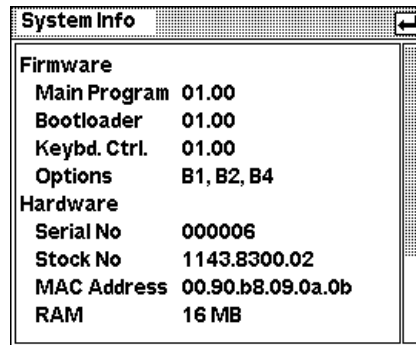 System Info
Firmware
Main Program 01.00
Bootloader 01.00
Keybd. Ctrl. 01.00
Options B1, B2, B4
Hardware
Serial No 000006
Stock No 1143.8300.02
MAC Address 00.90.b8.09.0a.0b
RAM 16 MB